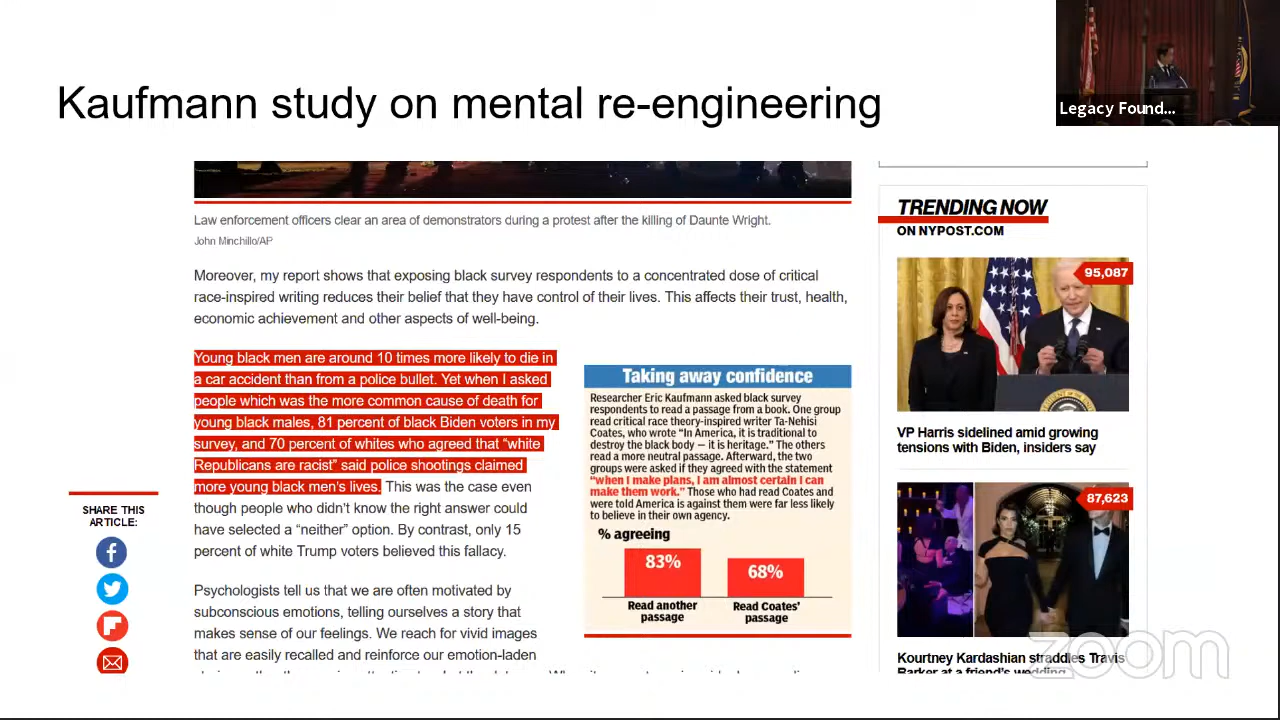 Kaufmann study on mental re-engineering
Legacy Found...
Law enforcement officers clear an area of demonstrators during a protest after the killing of Daunte Wright.
John Minchillo/AP
Moreover, my report shows that exposing black survey respondents to a concentrated dose of critical
race-inspired writing reduces their belief that they have control of their lives. This affects their trust, health,
economic achievement and other aspects of well-being.
Young black men are around 10 times more likely to die in
a car accident than from a police bullet. Yet when I asked
people which was the more common cause of death for
young black males, 81 percent of black Biden voters in my
survey, and 70 percent of whites who agreed that “white
Republicans are racist” said police shootings claimed
more young black men’s lives. This was the case even
though people who didn’t know the right answer could
have selected a “neither” option. By contrast, only 15
percent of white Trump voters believed this fallacy.
Psychologists tell us that we are often motivated by
subconscious emotions, telling ourselves a story that
makes sense of our feelings. We reach for vivid images
that are easily recalled and reinforce our emotion-laden
SHARE THIS
ARTICLE:
Taking away confidence
Researcher Eric Kaufmann asked black survey
respondents to read a passage from a book. One group
read critical race theory-inspired writer Ta-Nehisi
Coates, who wrote “In America, it is traditional to
destroy the black body — it is heritage.” The others
read a more neutral passage. Afterward, the two
groups were asked if they agreed with the statement
“when I make plans, I am almost certain I can
make them work.” Those who had read Coates and
were told America is against them were far less likely
to believe in their own agency.
% agreeing
83%
68%
Read another
passage
Read Coates’
passage
TRENDING NOW
ON NYPOST.COM
95,087
VP Harris sidelined amid growing
tensions with Biden, insiders say
87,623
Kourtney Kardashian straddles Travis
Barker at a friend's wedding
zoom